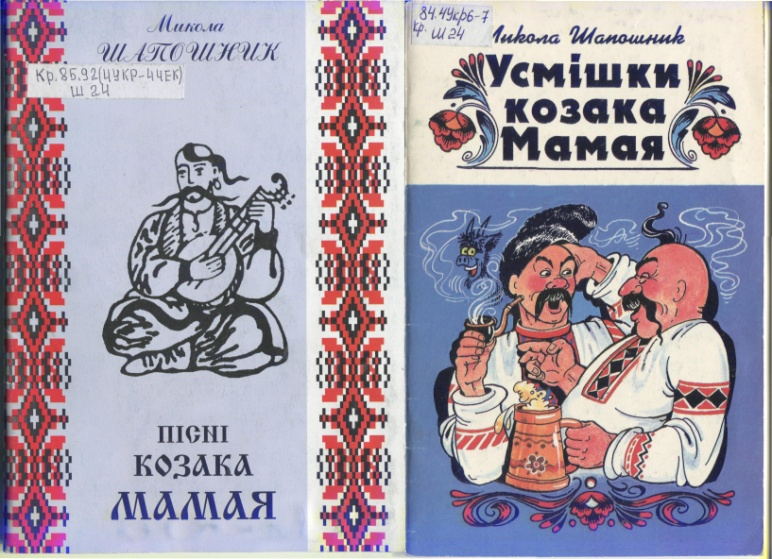 Микола
ШАПОШНИК
Кр.85.92(4УКР-4ЧЕК)
Ш 24
ПІСНІ
КОЗАКА
МАМАЯ
84.4Укр6-7
Кр. Ш 24
Микола Шапошник
Усмішки
козака
Мамая